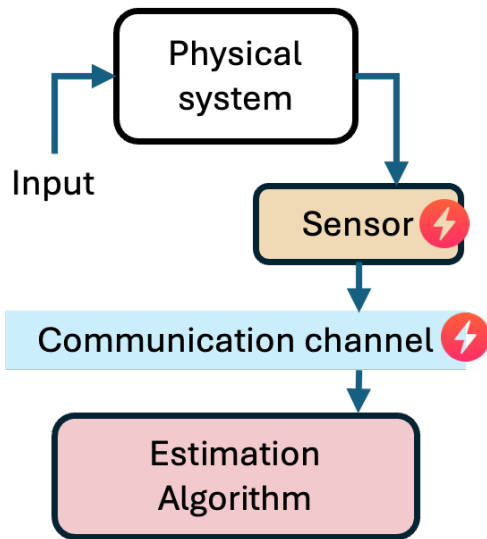 Physical
system
Input
Sensor
Communication channel
Estimation
Algorithm